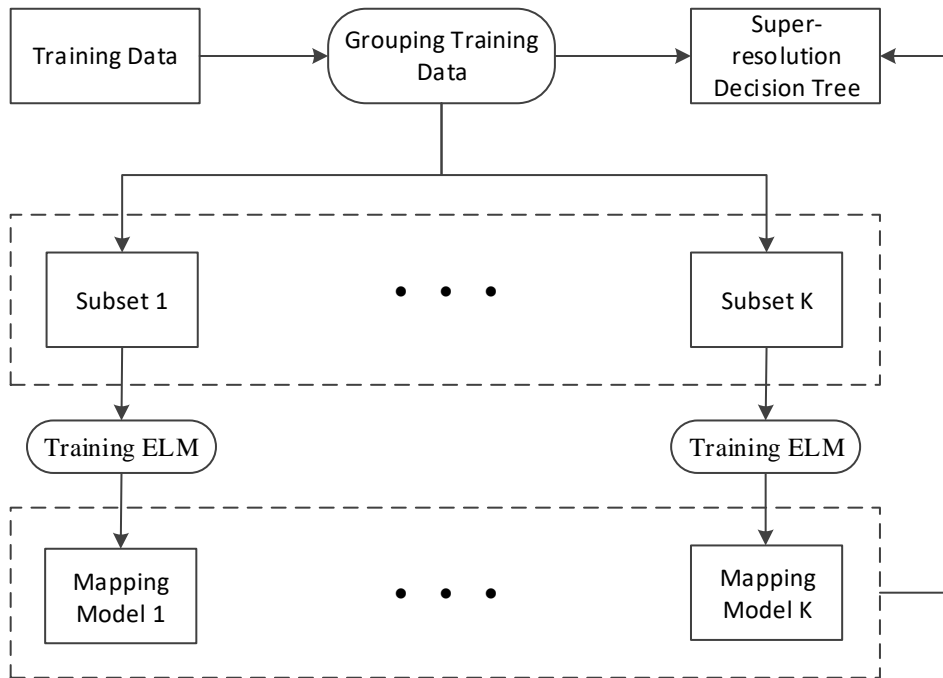 Training Data
Grouping Training
Data
Super-
resolution
Decision Tree
Subset 1
Subset K
Training ELM
Training ELM
Mapping
Model 1
Mapping
Model K